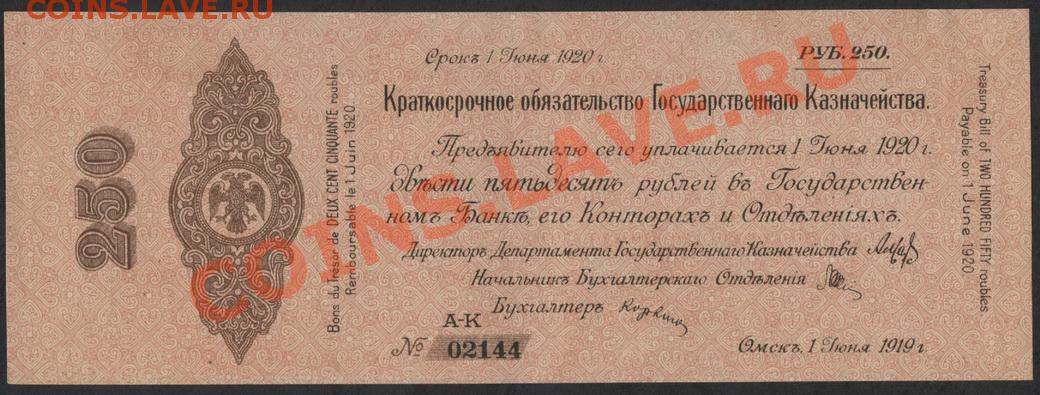 COINS.LAVE.RU
250
Bons du Trésor de DEUX CENT CINQUANTE roubles
Remboursable le 1 Juin 1920
Срокъ 1 Іюня 1920 г.
РУБ. 250.
Краткосрочное обязательство Государственнаго Казначейства.
Предъявителю сего уплачивается 1 Іюня 1920 г.
двѣсти пятьдесятъ рублей въ Государствен-
номъ Банкѣ, его Конторахъ и Отдѣленіяхъ.
Директоръ Департамента Государственнаго Казначейства
Начальникъ Бухгалтерскаго Отдѣленія
Бухгалтеръ
А-К
№ 02144
Омскъ, 1 Іюня 1919 г.
Treasury Bill of TWO HUNDRED FIFTY roubles
Payable on 1 June 1920
COINS.LAVE.RU